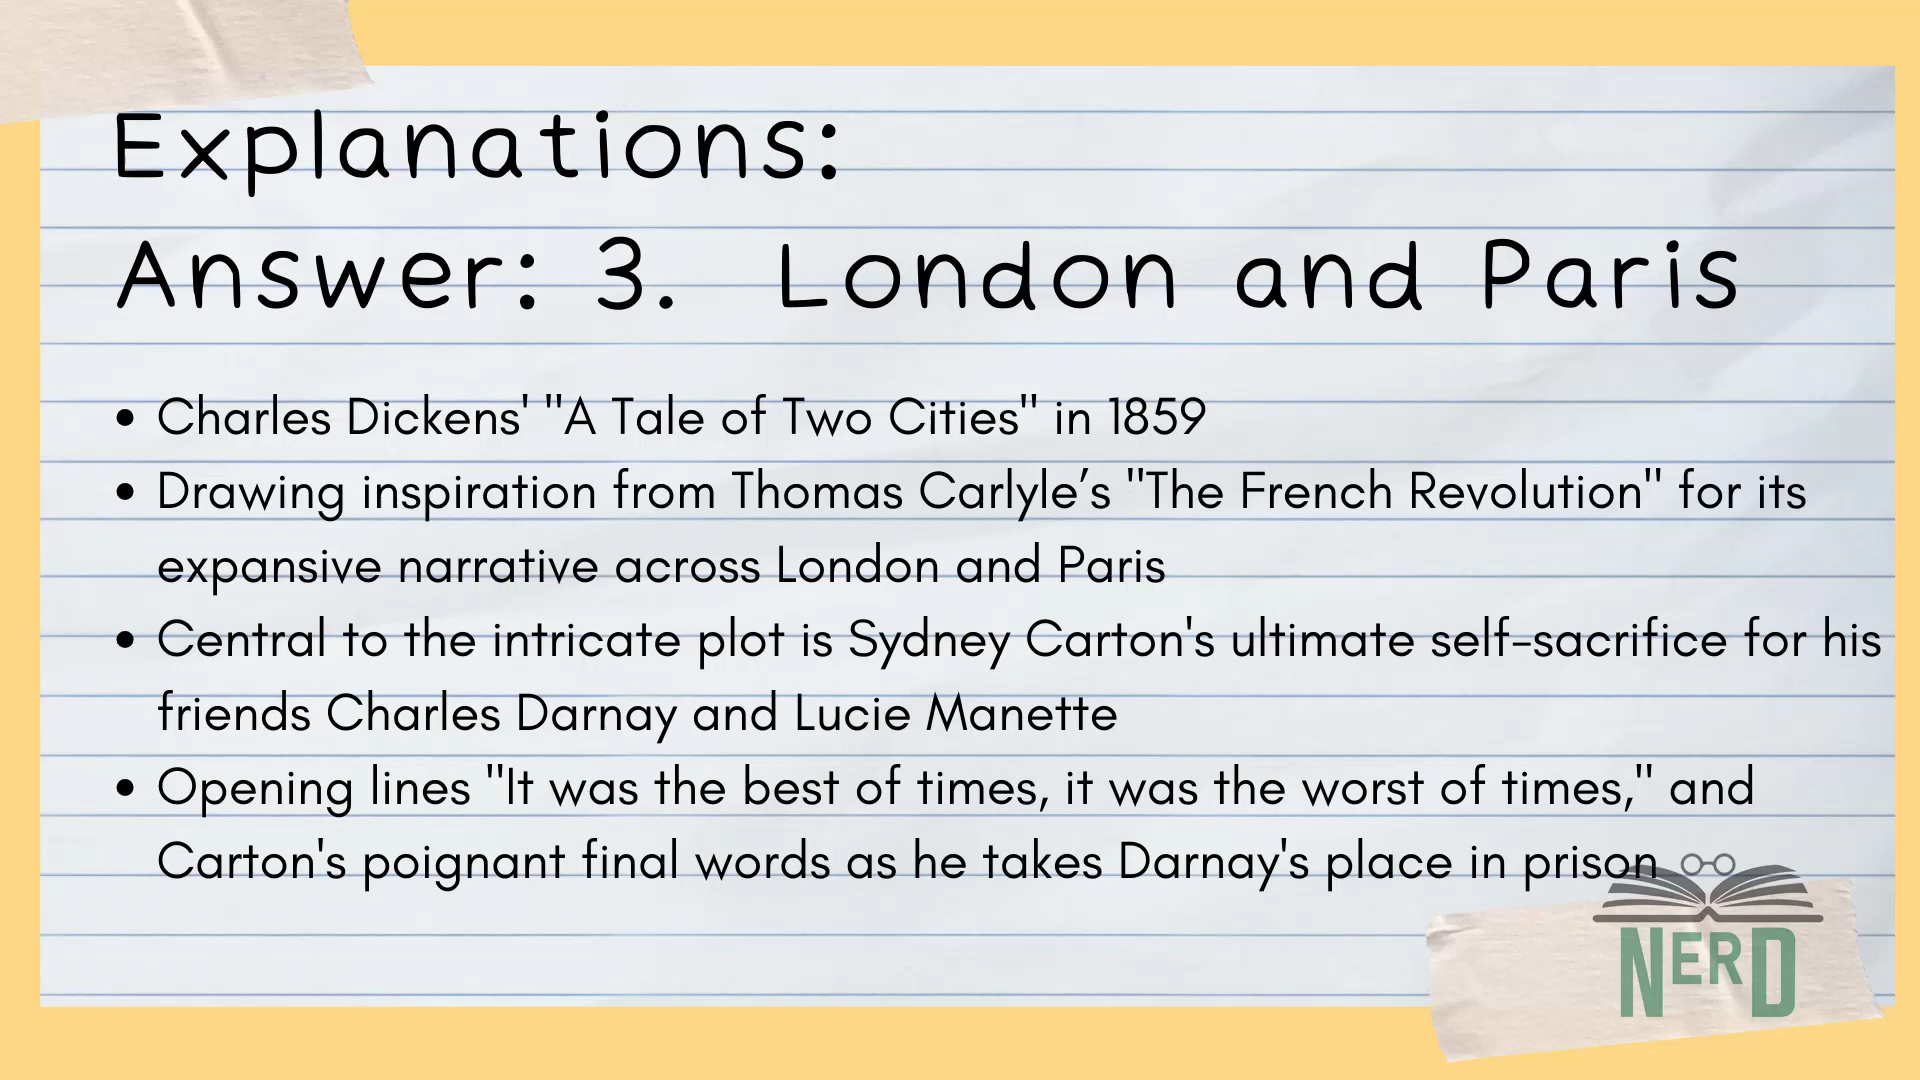 Explanations:
Answer: 3. London and Paris
• Charles Dickens' "A Tale of Two Cities" in 1859
• Drawing inspiration from Thomas Carlyle’s "The French Revolution" for its
expansive narrative across London and Paris
• Central to the intricate plot is Sydney Carton's ultimate self-sacrifice for his
friends Charles Darnay and Lucie Manette
• Opening lines "It was the best of times, it was the worst of times," and
Carton's poignant final words as he takes Darnay's place in prison
NERD